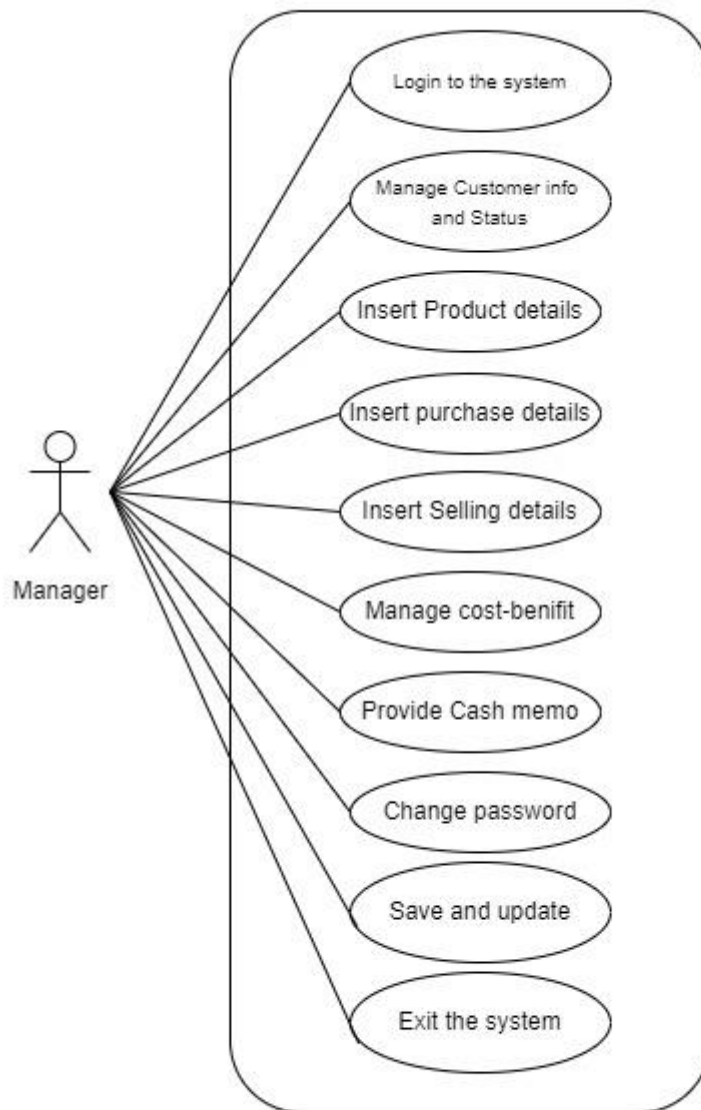 Login to the system
Manage Customer info
and Status
Insert Product details
Insert purchase details
Insert Selling details
Manager
Manage cost-benifit
Provide Cash memo
Change password
Save and update
Exit the system